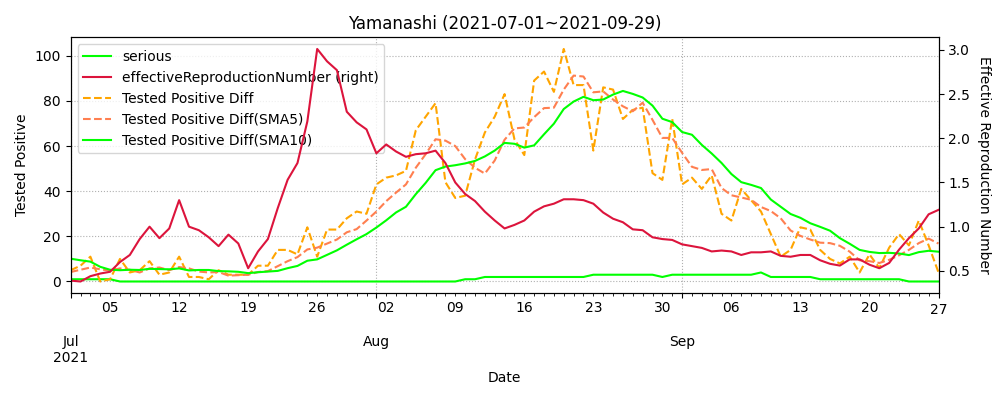 Yamanashi (2021-07-01~2021-09-29)
serious
effectiveReproductionNumber (right)
Tested Positive Diff
Tested Positive Diff(SMA5)
Tested Positive Diff(SMA10)
Tested Positive
100
80
60
40
20
0
3.0
2.5
2.0
1.5
1.0
0.5
Effective Reproduction Number
05 12 19 26 02 09 16 23 30 06 13 20 27
Jul Aug Sep
2021
Date